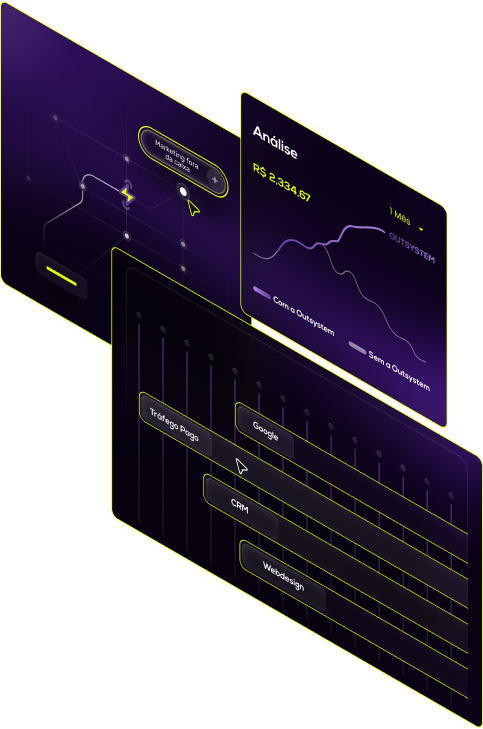 Marketing fora
da caixa
Análise
R$ 2.334,67
1 Mês
OUTSYSTEM
Com a Outsystem
Sem a Outsystem
Tráfego Pago
Google
CRM
Webdesign